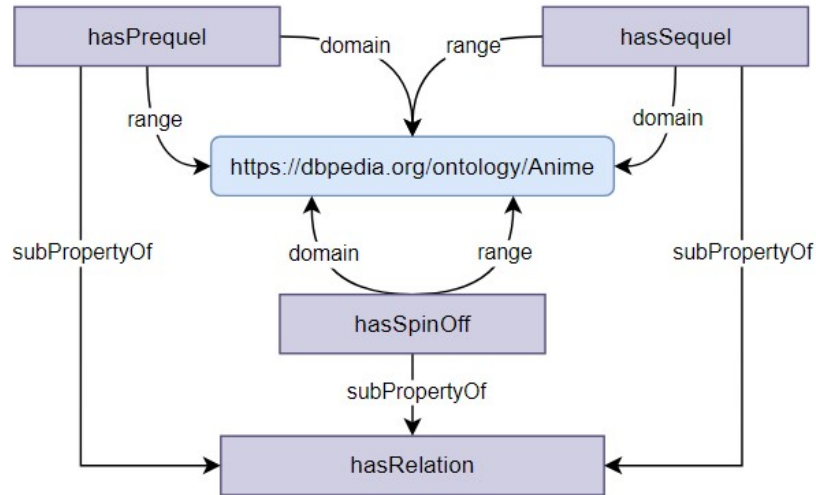 hasPrequel
hasSequel
domain
range
range
domain
https://dbpedia.org/ontology/Anime
subPropertyOf
domain
range
subPropertyOf
hasSpinOff
subPropertyOf
hasRelation